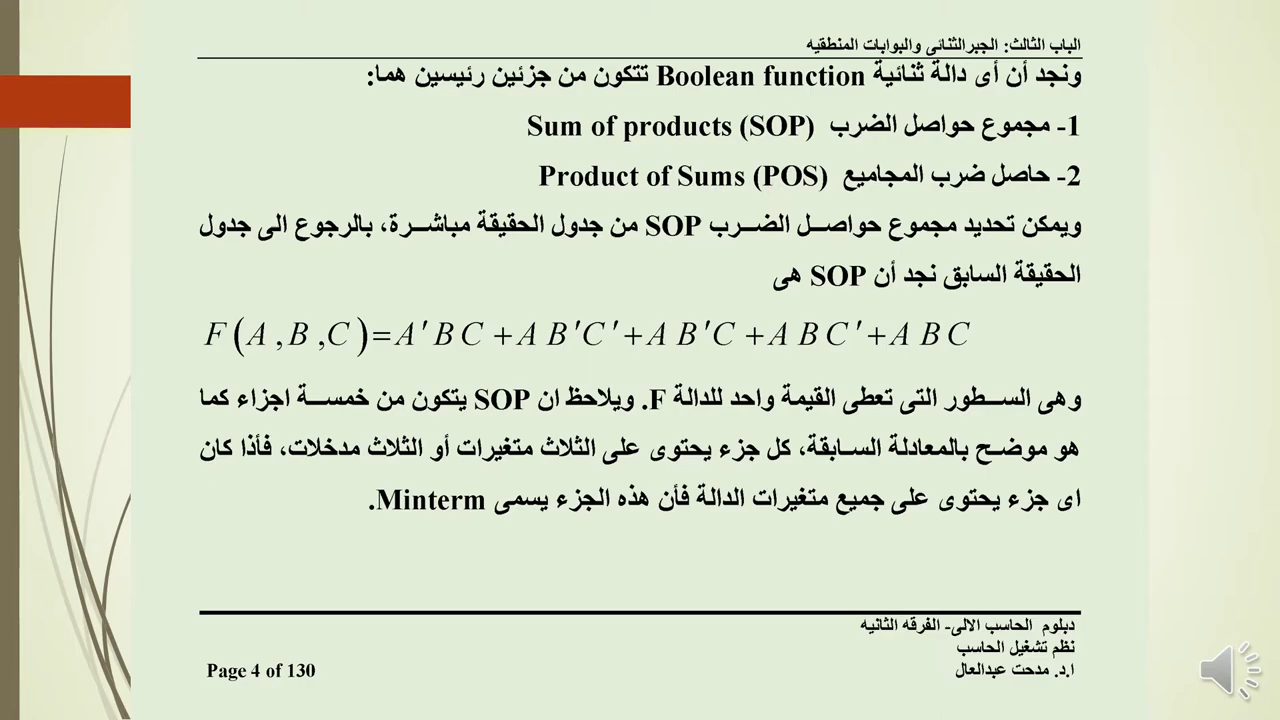 الباب الثالث: الجبرالثنائى والبوابات المنطقيه
ونجد أن أى دالة ثنائية Boolean function تتكون من جزئين رئيسين هما:
1- مجموع حواصل الضرب Sum of products (SOP)
2- حاصل ضرب المجاميع Product of Sums (POS)
ويمكن تحديد مجموع حواصل الضرب SOP من جدول الحقيقة مباشرة، بالرجوع الى جدول
الحقيقة السابق نجد أن SOP هى
F(A,B,C)=A'BC+AB'C'+AB'C+ABC'+ABC
وهى السطور التى تعطى القيمة واحد للدالة F. ويلاحظ ان SOP يتكون من خمسة اجزاء كما
هو موضح بالمعادلة السابقة، كل جزء يحتوى على الثلاث متغيرات أو الثلاث مدخلات، فأذا كان
اى جزء يحتوى على جميع متغيرات الدالة فأن هذه الجزء يسمى Minterm.
دبلوم الحاسب الالى- الفرقه الثانيه
نظم تشغيل الحاسب
ا.د. مدحت عبدالعال
Page 4 of 130